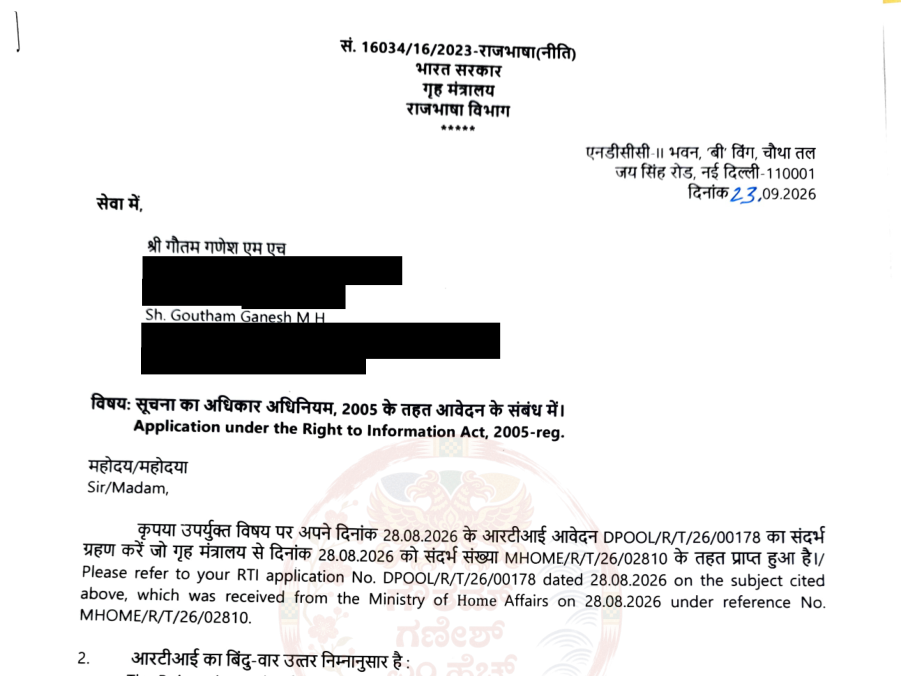 सं. 16034/16/2023-राजभाषा(नीति)
भारत सरकार
गृह मंत्रालय
राजभाषा विभाग
*****
एनडीसीसी-II भवन, 'बी' विंग, चौथा तल
जय सिंह रोड, नई दिल्ली-110001
दिनांक 23.09.2026
सेवा में,
श्री गौतम गणेश एम एच
Sh. Goutham Ganesh M H
विषय: सूचना का अधिकार अधिनियम, 2005 के तहत आवेदन के संबंध में।
Application under the Right to Information Act, 2005-reg.
महोदय/महोदया
Sir/Madam,
कृपया उपर्युक्त विषय पर अपने दिनांक 28.08.2026 के आरटीआई आवेदन DPOOL/R/T/26/00178 का संदर्भ
ग्रहण करें जो गृह मंत्रालय से दिनांक 28.08.2026 को संदर्भ संख्या MHOME/R/T/26/02810 के तहत प्राप्त हुआ है।/
Please refer to your RTI application No. DPOOL/R/T/26/00178 dated 28.08.2026 on the subject cited
above, which was received from the Ministry of Home Affairs on 28.08.2026 under reference No.
MHOME/R/T/26/02810.
ಗಣೇಶ್
ಎಂ ಹೆಚ್
2. आरटीआई का बिंदु-वार उत्तर निम्नानुसार है :